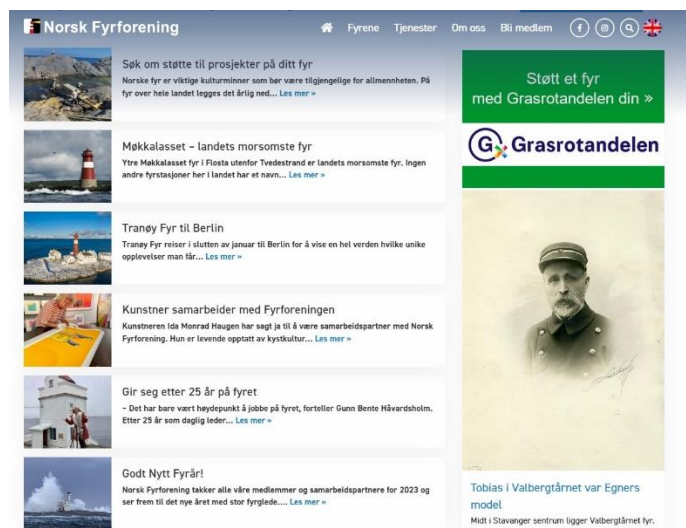 Norsk Fyrforening
Fyrene Tjenester Om oss Bli medlem
Søk om støtte til prosjekter på ditt fyr
Norske fyr er viktige kulturminner som bør være tilgjengelige for allmennheten. På
fyr over hele landet legges det årlig ned... Les mer »
Møkkalasset – landets morsomste fyr
Ytre Møkkalasset fyr i Flosta utenfor Tvedestrand er landets morsomste fyr. Ingen
andre fyrstasjoner her i landet har et navn... Les mer »
Tranøy Fyr til Berlin
Tranøy Fyr reiser i slutten av januar til Berlin for å vise en hel verden hvilke unike
opplevelser man får... Les mer »
Kunstner samarbeider med Fyrforeningen
Kunstneren Ida Monrad Haugen har sagt ja til å være samarbeidspartner med Norsk
Fyrforening. Hun er levende opptatt av kystkultur... Les mer »
Gir seg etter 25 år på fyret
– Det har bare vært høydepunkt å jobbe på fyret, forteller Gunn Bente Håvardsholm.
Etter 25 år som daglig leder... Les mer »
Godt Nytt Fyrår!
Norsk Fyrforening takker alle våre medlemmer og samarbeidspartnere for 2023 og
ser frem til det nye året med stor fyrglede.... Les mer »
Støtt et fyr
med Grasrotandelen din »
Grasrotandelen
Tobias i Valbergtårnet var Egners
model
Midt i Stavanger sentrum ligger Valbergtårnet fyr.